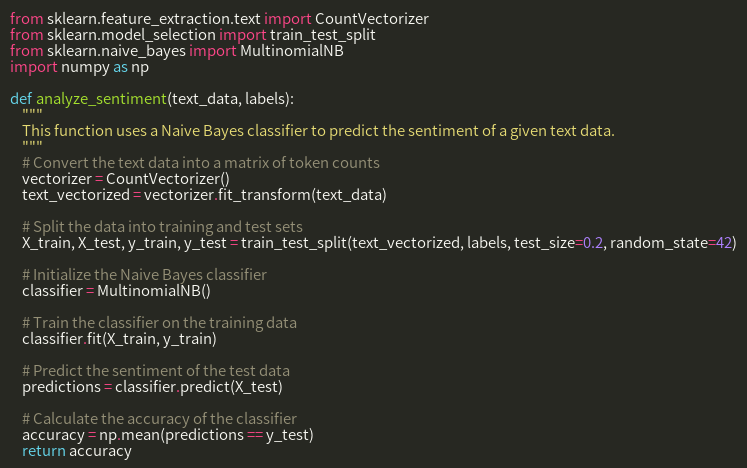 from sklearn.feature_extraction.text import CountVectorizer
from sklearn.model_selection import train_test_split
from sklearn.naive_bayes import MultinomialNB
import numpy as np

def analyze_sentiment(text_data, labels):
    """
    This function uses a Naive Bayes classifier to predict the sentiment of a given text data.
    """
    # Convert the text data into a matrix of token counts
    vectorizer = CountVectorizer()
    text_vectorized = vectorizer.fit_transform(text_data)

    # Split the data into training and test sets
    X_train, X_test, y_train, y_test = train_test_split(text_vectorized, labels, test_size=0.2, random_state=42)

    # Initialize the Naive Bayes classifier
    classifier = MultinomialNB()

    # Train the classifier on the training data
    classifier.fit(X_train, y_train)

    # Predict the sentiment of the test data
    predictions = classifier.predict(X_test)

    # Calculate the accuracy of the classifier
    accuracy = np.mean(predictions == y_test)
    return accuracy